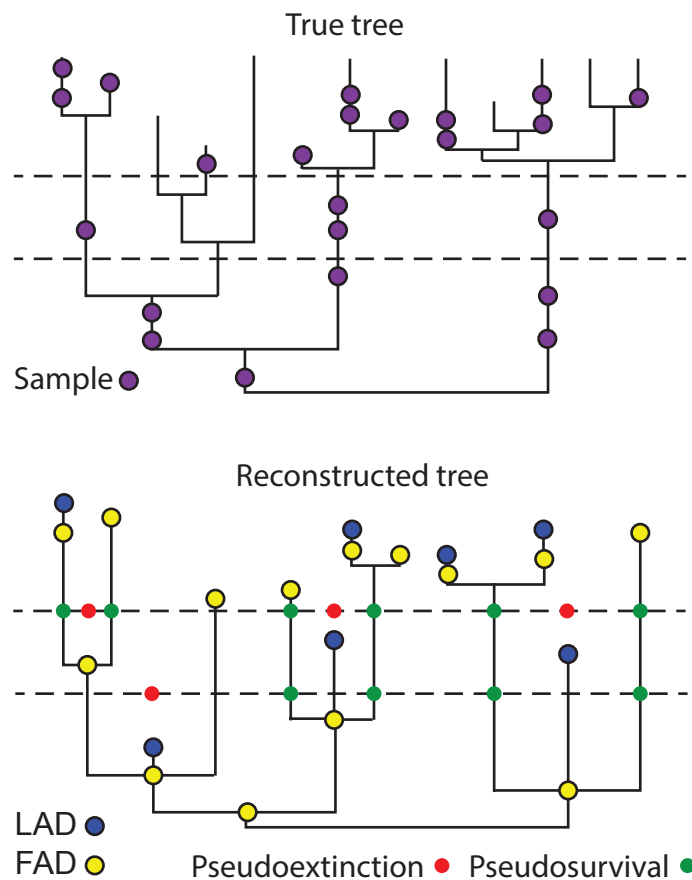 True tree
Sample
Reconstructed tree
LAD
FAD
Pseudoextinction
Pseudosurvival